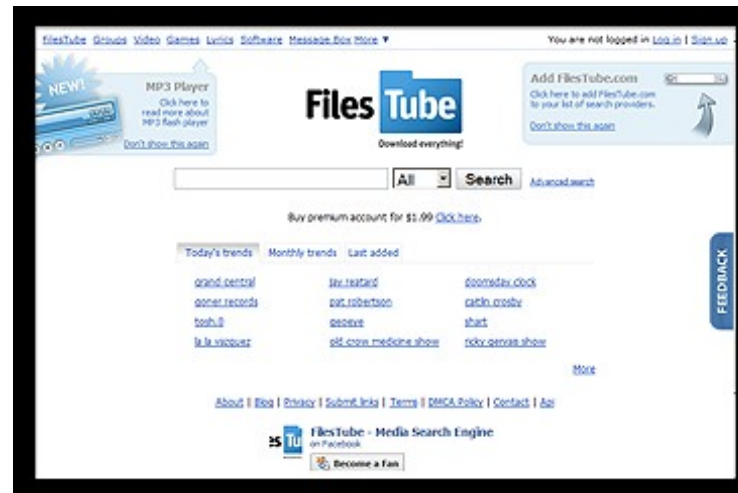 FilesTube Groups Video Games Lyrics Software Message Box More ▼
You are not logged in Log in | Sign up
NEW!
MP3 Player
Click here to
read more about
MP3 flash player
Don't show this again
Files Tube
Download everything!
Add FilesTube.com
Click here to add FilesTube.com
to your list of search providers.
Don't show this again
All Search Advanced search
Buy premium account for $1.99 Click here.
Today's trends Monthly trends Last added
grand central jay reatard doomsday clock
goner records pat robertson caitlin crosby
tosh.0 geoeye shart
la la vazquez old crow medicine show ricky gervais show
More
FEEDBACK
About | Blog | Privacy | Submit links | Terms | DMCA Policy | Contact | Api
es Tu
FilesTube - Media Search Engine
on Facebook
Become a Fan